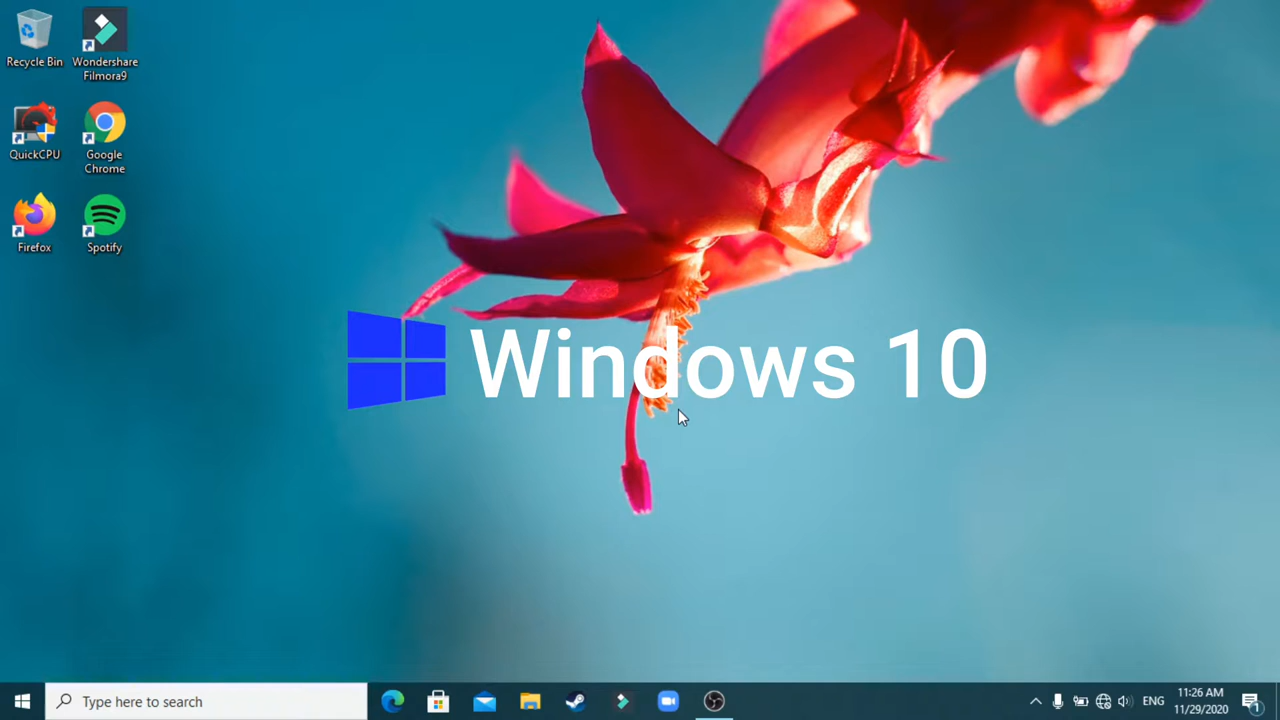 Recycle Bin
Wondershare
Filmora9
QuickCPU
Google
Chrome
Firefox
Spotify
Windows 10
Type here to search
ENG
11:26 AM
11/29/2020
1